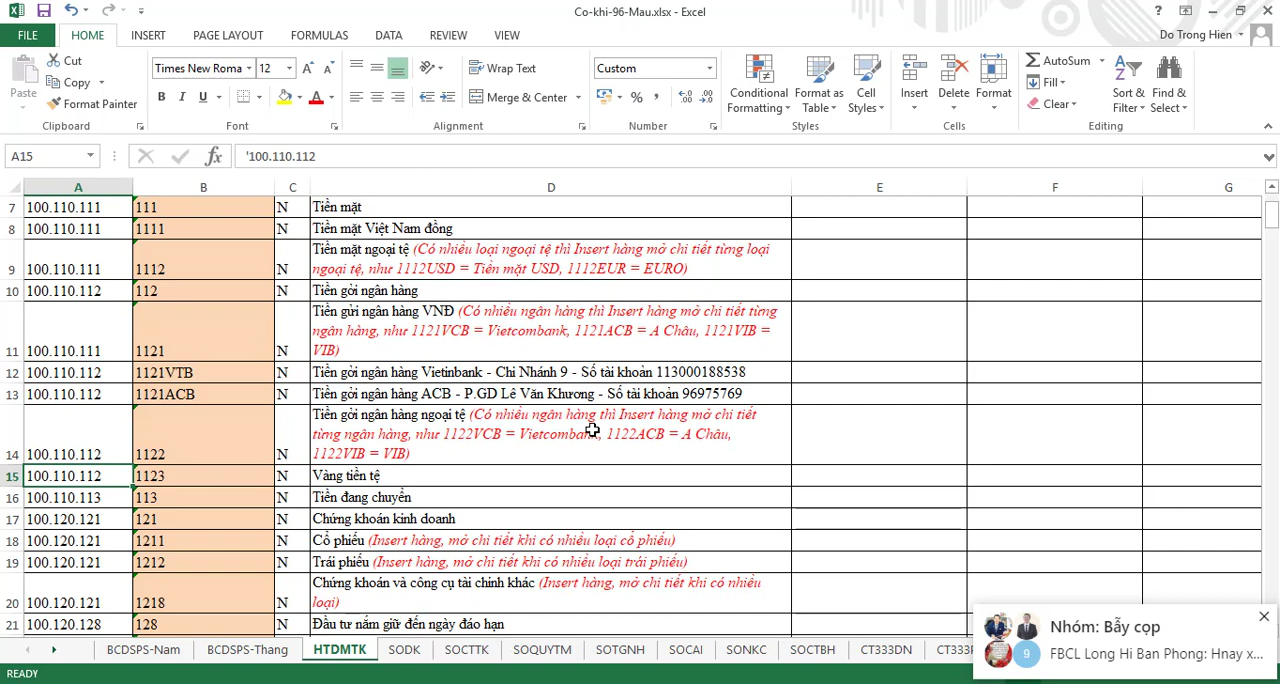 Co-khi-96-Mau.xlsx - Excel
FILE HOME INSERT PAGE LAYOUT FORMULAS DATA REVIEW VIEW Do Trong Hien
Paste Cut Copy Format Painter
Times New Roma 12
B I U
Wrap Text
Merge & Center
Custom
Conditional Formatting Format as Table Cell Styles
Insert Delete Format
AutoSum Fill Clear
Sort & Filter Find & Select
Clipboard Font Alignment Number Styles Cells Editing
A15 '100.110.112
A B C D E F G
7 100.110.111 111 N Tiền mặt
8 100.110.111 1111 N Tiền mặt Việt Nam đồng
Tiền mặt ngoại tệ (Có nhiều loại ngoại tệ thì Insert hàng mở chi tiết từng loại
9 100.110.111 1112 N ngoại tệ, như 1112USD = Tiền mặt USD, 1112EUR = EURO)
10 100.110.112 112 N Tiền gởi ngân hàng
Tiền gửi ngân hàng VNĐ (Có nhiều ngân hàng thì Insert hàng mở chi tiết từng
ngân hàng, như 1121VCB = Vietcombank, 1121ACB = A Châu, 1121VIB =
11 100.110.111 1121 N VIB)
12 100.110.112 1121VTB N Tiền gởi ngân hàng Vietinbank - Chi Nhánh 9 - Số tài khoản 113000188538
13 100.110.112 1121ACB N Tiền gởi ngân hàng ACB - P.GD Lê Văn Khương - Số tài khoản 96975769
Tiền gởi ngân hàng ngoại tệ (Có nhiều ngân hàng thì Insert hàng mở chi tiết
từng ngân hàng, như 1122VCB = Vietcombank, 1122ACB = A Châu,
14 100.110.112 1122 N 1122VIB = VIB)
15 100.110.112 1123 N Vàng tiền tệ
16 100.110.113 113 N Tiền đang chuyển
17 100.120.121 121 N Chứng khoán kinh doanh
18 100.120.121 1211 N Cổ phiếu (Insert hàng, mở chi tiết khi có nhiều loại cổ phiếu)
19 100.120.121 1212 N Trái phiếu (Insert hàng, mở chi tiết khi có nhiều loại trái phiếu)
Chứng khoán và công cụ tài chính khác (Insert hàng, mở chi tiết khi có nhiều
20 100.120.121 1218 N loại)
21 100.120.128 128 N Đầu tư nắm giữ đến ngày đáo hạn
Nhóm: Bẫy cọp
9 FBCL Long Hi Ban Phong: Hnay x...
BCDSPS-Nam BCDSPS-Thang HTDMTK SODK SOCTTK SOQUYTM SOTGNH SOCAI SONKC SOCTBH CT333DN CT333
READY